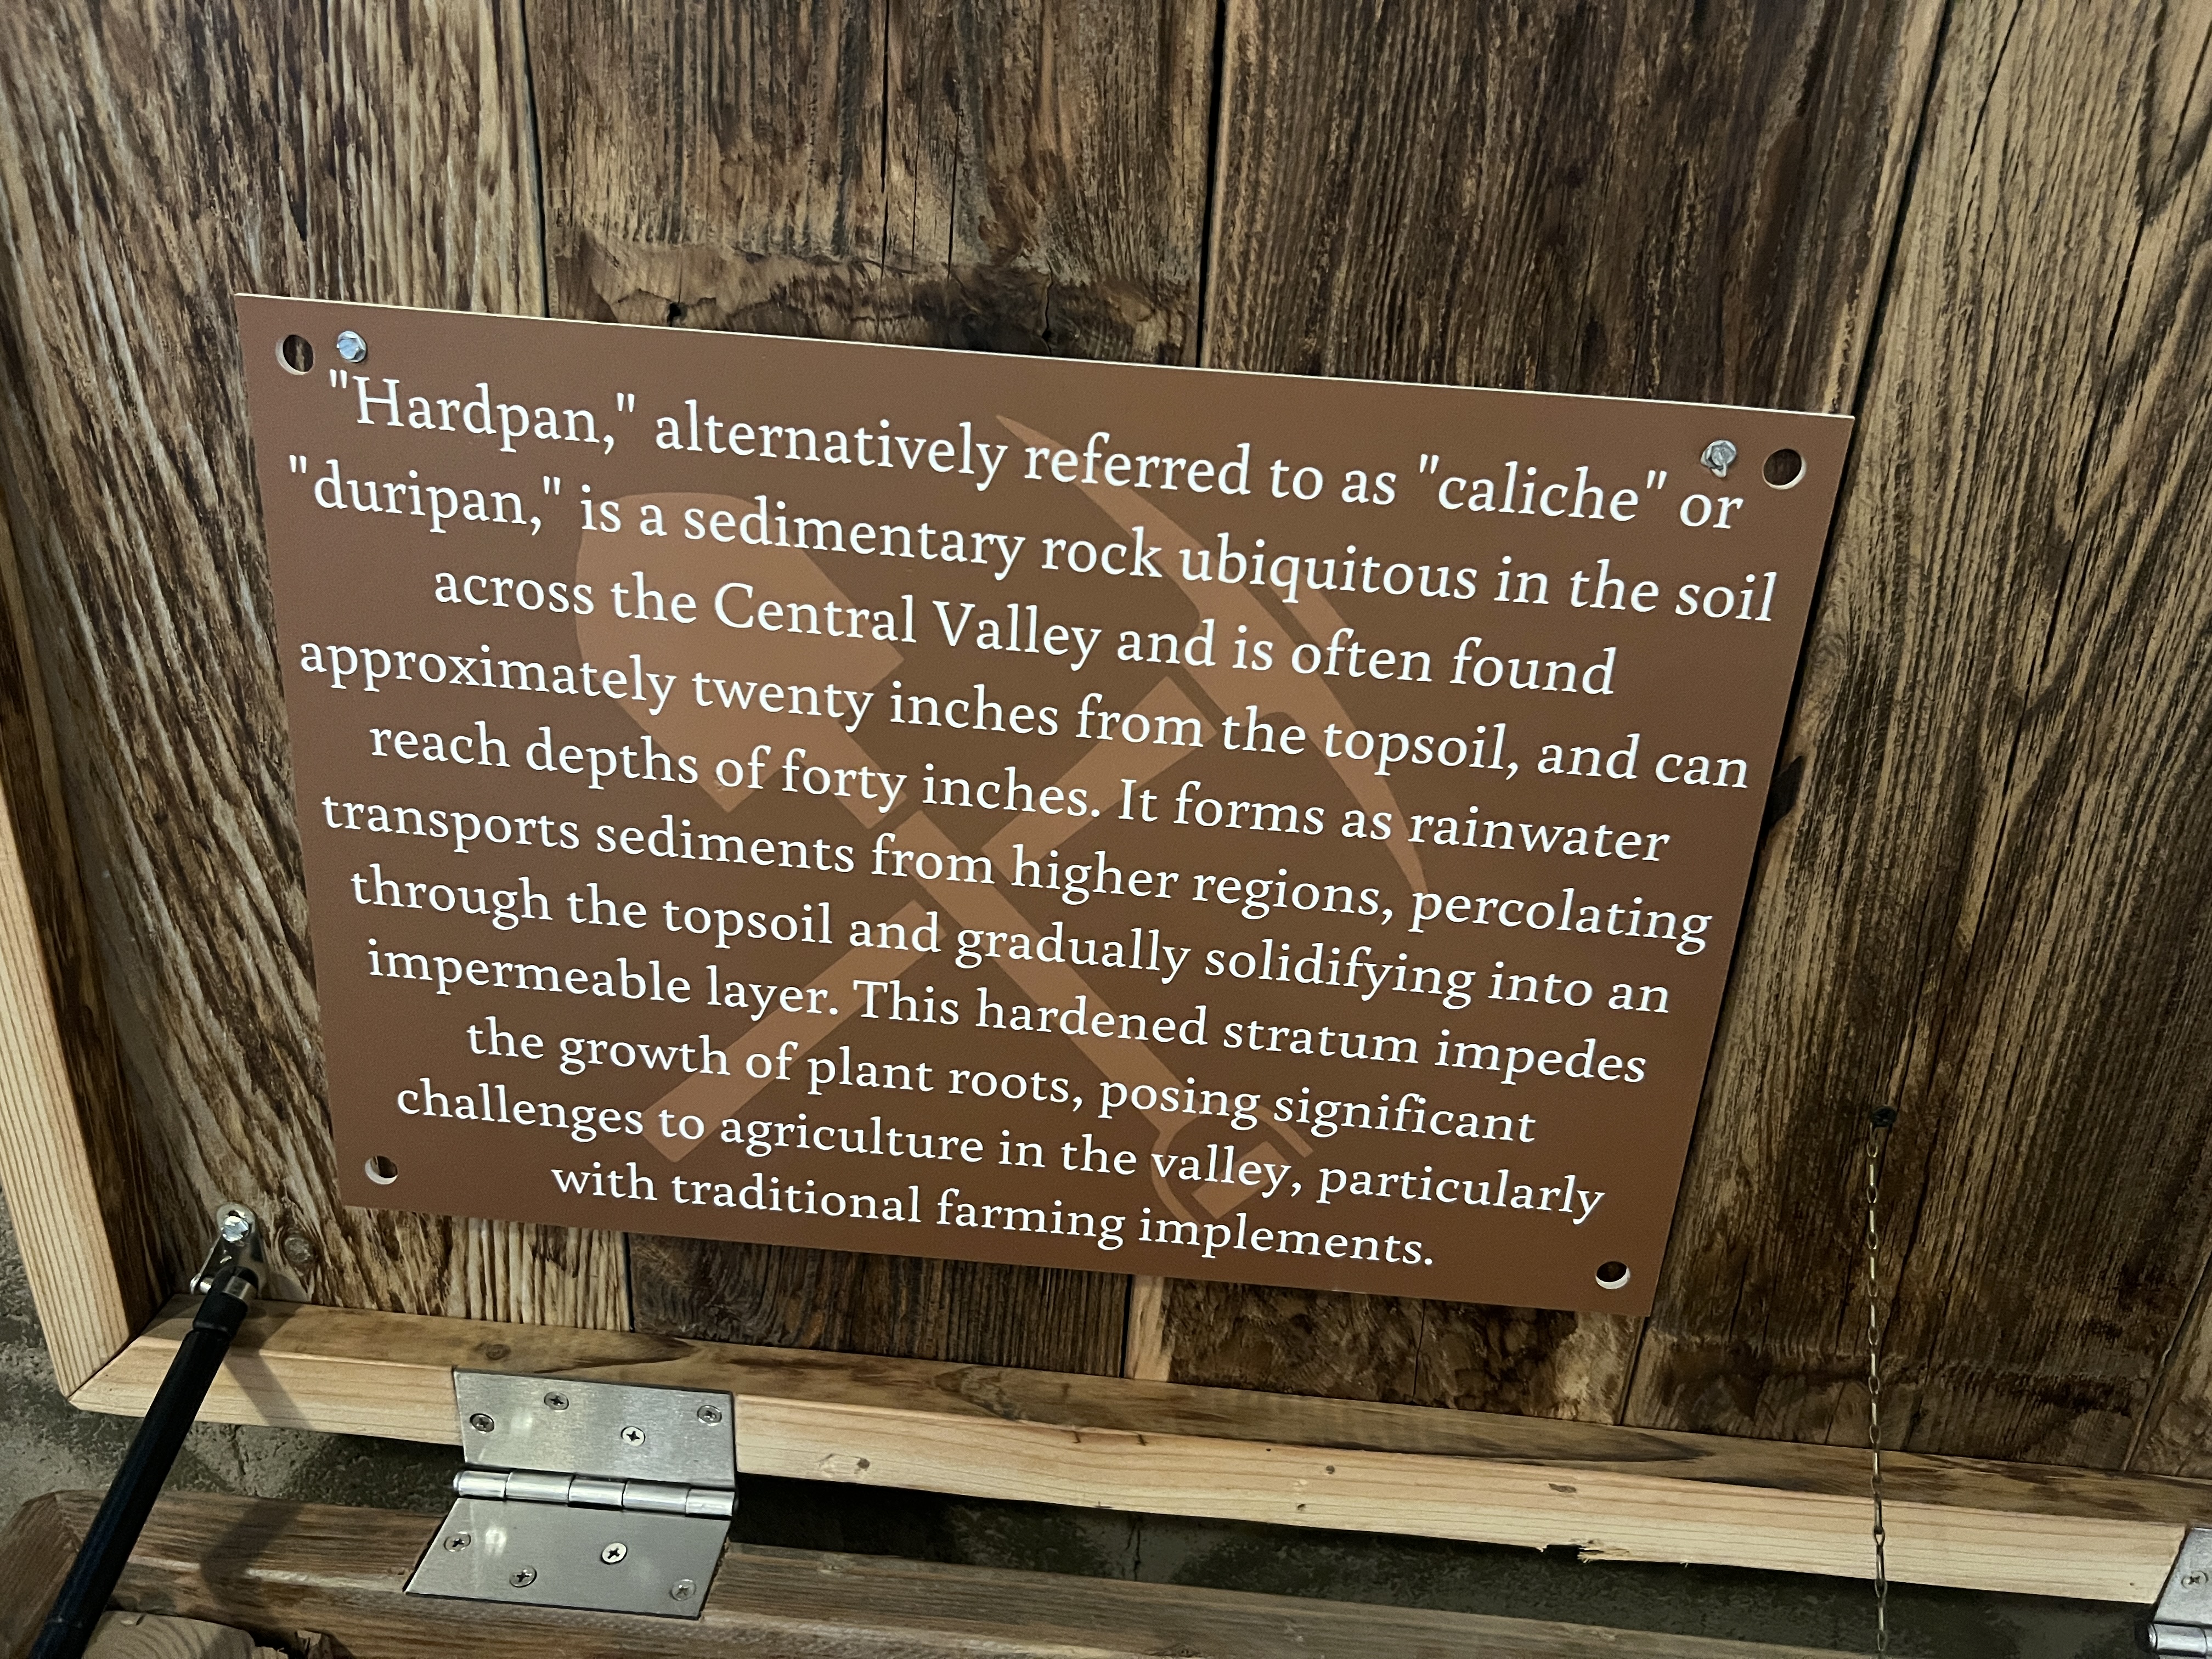 "Hardpan," alternatively referred to as "caliche" or
"duripan," is a sedimentary rock ubiquitous in the soil
across the Central Valley and is often found
approximately twenty inches from the topsoil, and can
reach depths of forty inches. It forms as rainwater
transports sediments from higher regions, percolating
through the topsoil and gradually solidifying into an
impermeable layer. This hardened stratum impedes
the growth of plant roots, posing significant
challenges to agriculture in the valley, particularly
with traditional farming implements.